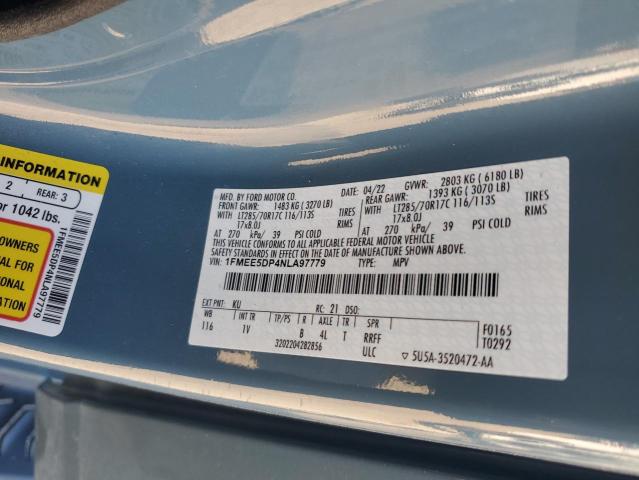 INFORMATION
2 REAR: 3
or 1042 lbs.
OWNERS
FOR
ONAL
1FMEE5DP4NLA97779
MFD. BY FORD MOTOR CO.
FRONT GAWR: 1483 KG ( 3270 LB)
WITH LT285/70R17C 116/113S TIRES
17x8.0J RIMS
AT 270 kPa/ 39 PSI COLD
04/22 GVWR: 2803 KG ( 6180 LB)
REAR GAWR: 1393 KG ( 3070 LB)
WITH LT285/70R17C 116/113S TIRES
17x8.0J RIMS
AT 270 kPa/ 39 PSI COLD
THIS VEHICLE CONFORMS TO ALL APPLICABLE FEDERAL MOTOR VEHICLE
SAFETY AND THEFT PREVENTION STANDARDS IN EFFECT ON THE DATE OF MANUFACTURE SHOWN ABOVE.
VIN: 1FMEE5DP4NLA97779 TYPE: MPV
EXT PNT: KU RC: 21 DSO:
WB INT TR TP/PS R AXLE TR SPR
116 1V B 4L T RRFF
3202204282856 ULC
F0165
T0292
▽ 5U5A-3520472-AA